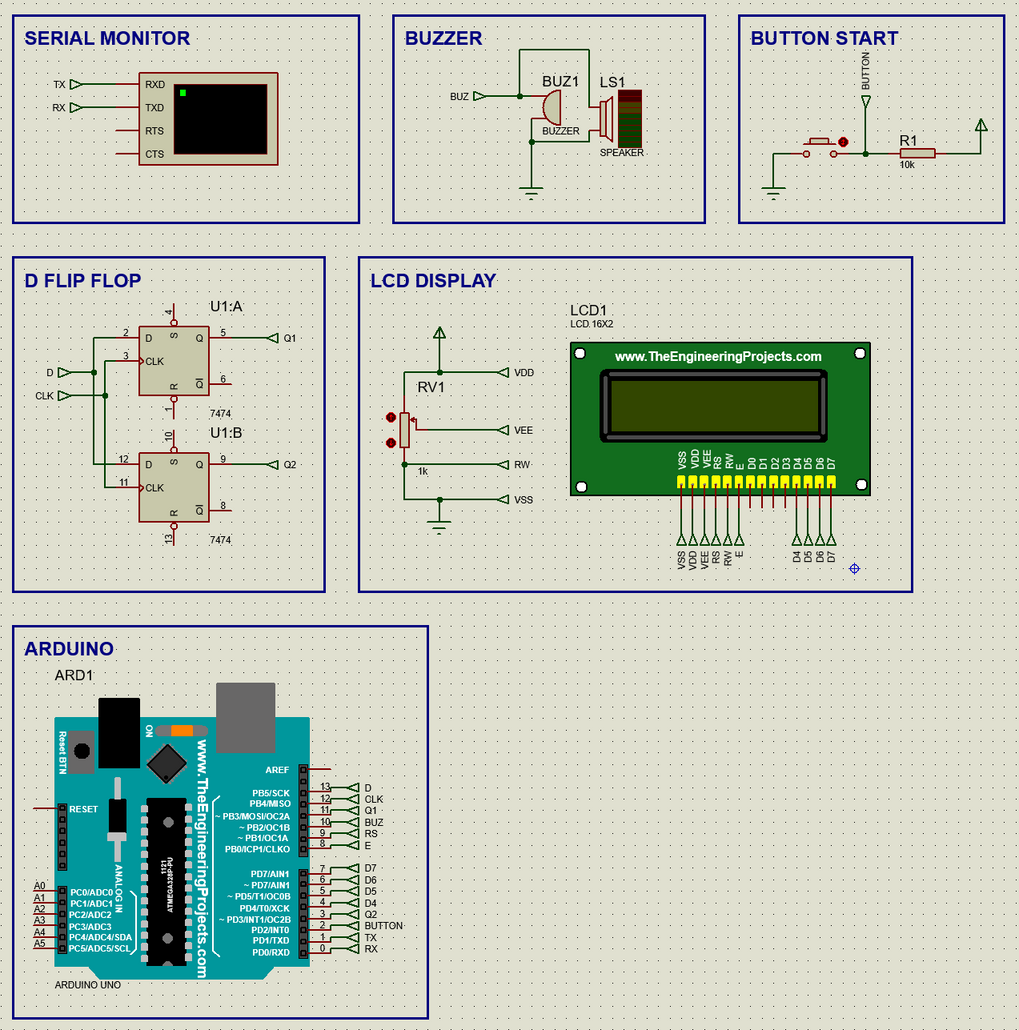 SERIAL MONITOR
TX
RX
RXD
TXD
RTS
CTS
BUZZER
BUZ
BUZ1
BUZZER
LS1
SPEAKER
BUTTON START
BUTTON
R1
10k
D FLIP FLOP
U1:A
4
2 D S Q 5 Q1
3 CLK
D
CLK
R Q 6
1
7474
U1:B
10
12 D S Q 9 Q2
11 CLK
R Q 8
13
7474
LCD DISPLAY
RV1
1k
VDD
VEE
RW
VSS
LCD1
LCD 16X2
www.TheEngineeringProjects.com
VSS VDD VEE RS RW E D0 D1 D2 D3 D4 D5 D6 D7
VSS VDD VEE RS RW E D4 D5 D6 D7
ARDUINO
ARD1
Reset BTN
ON
www.TheEngineeringProjects.com
1121
ATMEGA328P-PU
ANALOG IN
RESET
A0 PC0/ADC0
A1 PC1/ADC1
A2 PC2/ADC2
A3 PC3/ADC3
A4 PC4/ADC4/SDA
A5 PC5/ADC5/SCL
AREF
PB5/SCK 13 D
PB4/MISO 12 CLK
~ PB3/MOSI/OC2A 11 Q1
~ PB2/OC1B 10 BUZ
~ PB1/OC1A 9 RS
PB0/ICP1/CLKO 8 E
PD7/AIN1 7 D7
~ PD7/AIN1 6 D6
~ PD5/T1/OC0B 5 D5
PD4/T0/XCK 4 D4
~ PD3/INT1/OC2B 3 Q2
PD2/INT0 2 BUTTON
PD1/TXD 1 TX
PD0/RXD 0 RX
ARDUINO UNO